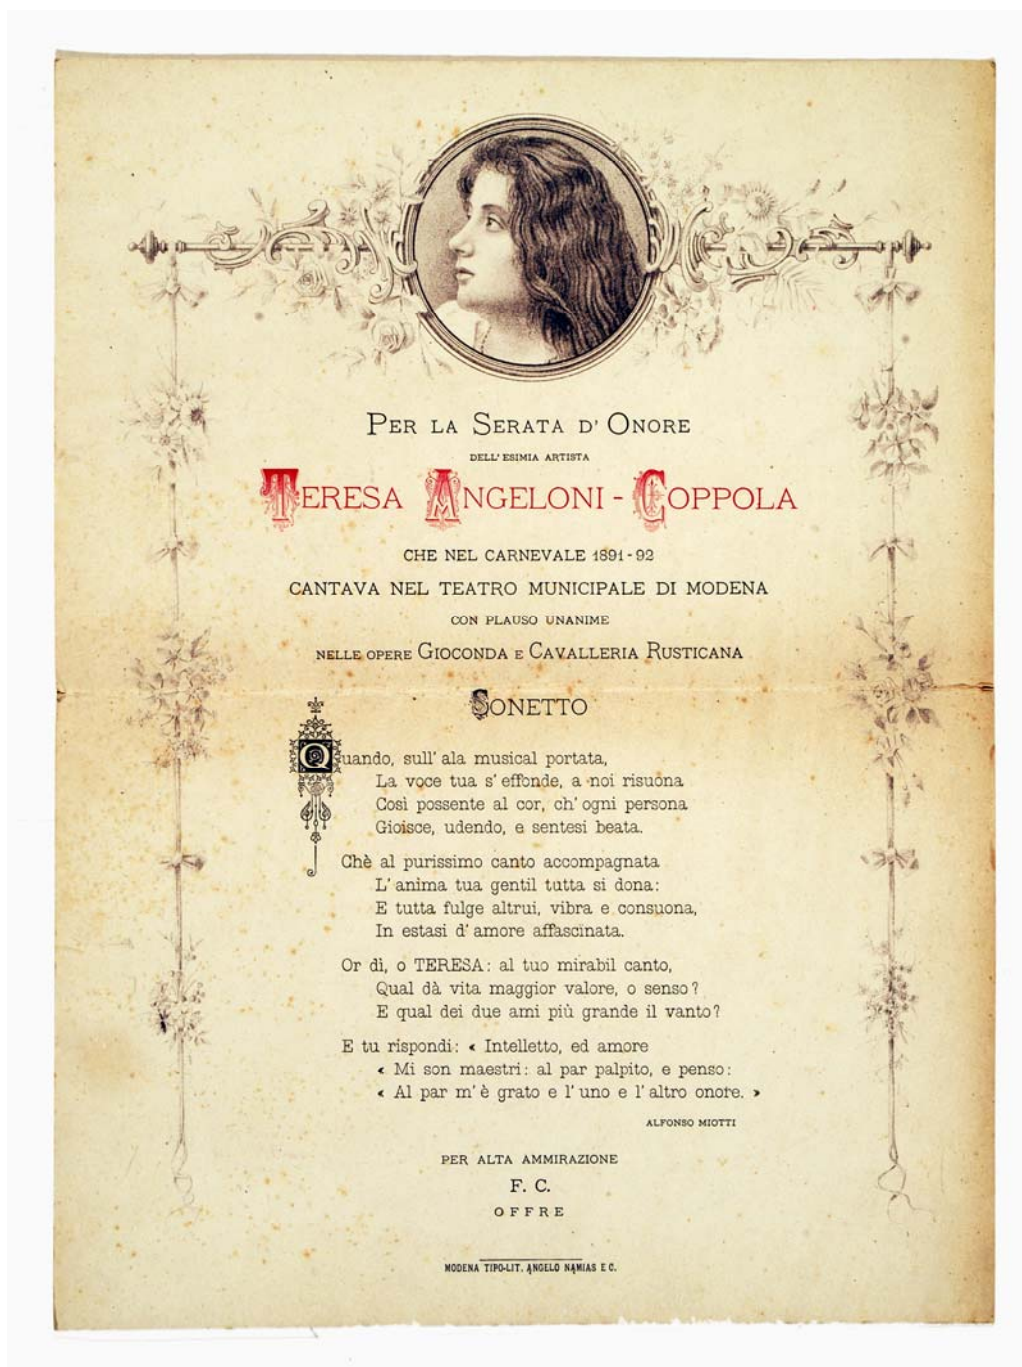 PER LA SERATA D' ONORE
DELL' ESIMIA ARTISTA
TERESA ANGELONI - COPPOLA
CHE NEL CARNEVALE 1891-92
CANTAVA NEL TEATRO MUNICIPALE DI MODENA
CON PLAUSO UNANIME
NELLE OPERE GIOCONDA E CAVALLERIA RUSTICANA
SONETTO
Quando, sull' ala musical portata,
La voce tua s' effonde, a noi risuona
Così possente al cor, ch' ogni persona
Gioisce, udendo, e sentesi beata.
Chè al purissimo canto accompagnata
L' anima tua gentil tutta si dona:
E tutta fulge altrui, vibra e consuona,
In estasi d' amore affascinata.
Or dì, o TERESA: al tuo mirabil canto,
Qual dà vita maggior valore, o senso?
E qual dei due ami più grande il vanto?
E tu rispondi: « Intelletto, ed amore
« Mi son maestri: al par palpito, e penso:
« Al par m' è grato e l' uno e l' altro onore. »
ALFONSO MIOTTI
PER ALTA AMMIRAZIONE
F. C.
OFFRE
MODENA TIPO-LIT. ANGELO NAMIAS E C.